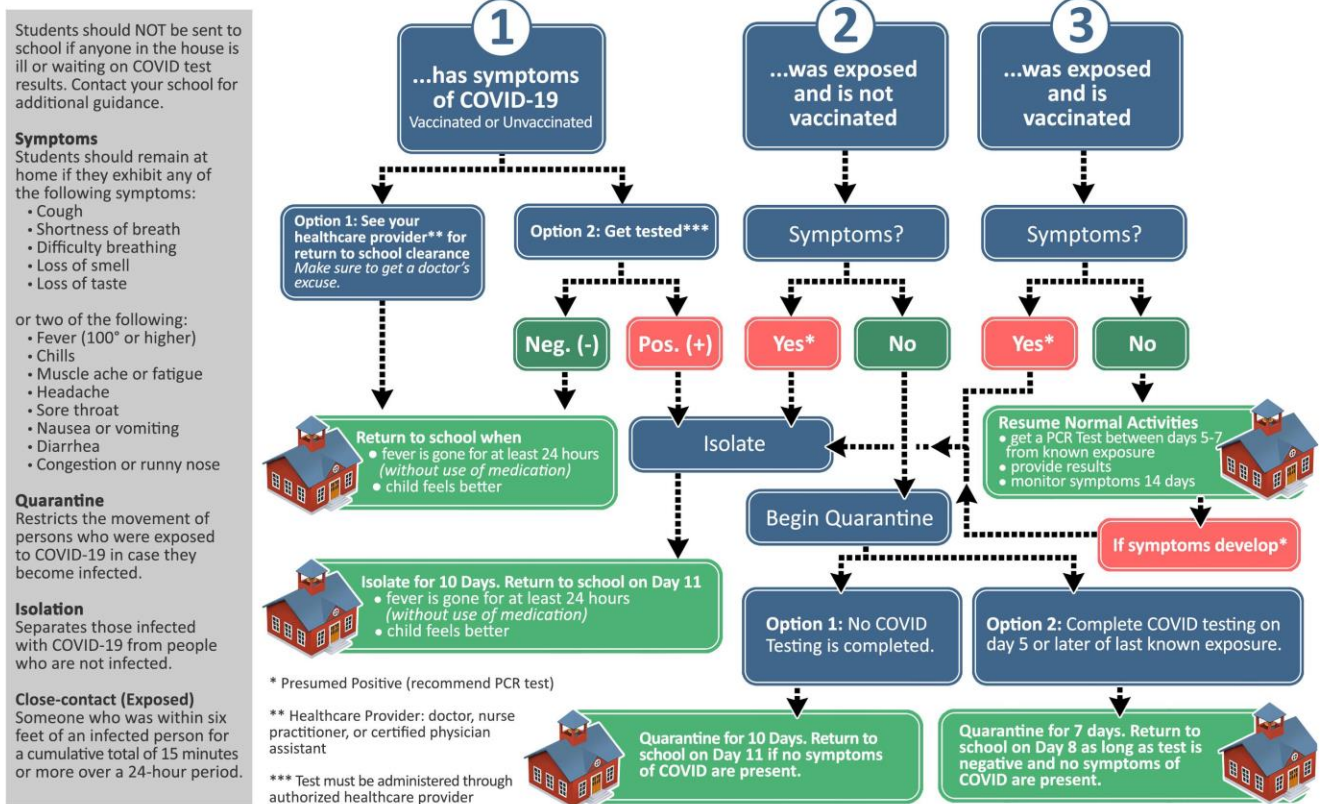 Students should NOT be sent to
school if anyone in the house is
ill or waiting on COVID test
results. Contact your school for
additional guidance.
Symptoms
Students should remain at
home if they exhibit any of
the following symptoms:
• Cough
• Shortness of breath
• Difficulty breathing
• Loss of smell
• Loss of taste
or two of the following:
• Fever (100° or higher)
• Chills
• Muscle ache or fatigue
• Headache
• Sore throat
• Nausea or vomiting
• Diarrhea
• Congestion or runny nose
Quarantine
Restricts the movement of
persons who were exposed
to COVID-19 in case they
become infected.
Isolation
Separates those infected
with COVID-19 from people
who are not infected.
Close-contact (Exposed)
Someone who was within six
feet of an infected person for
a cumulative total of 15 minutes
or more over a 24-hour period.
1
...has symptoms
of COVID-19
Vaccinated or Unvaccinated
2
...was exposed
and is not
vaccinated
3
...was exposed
and is
vaccinated
Option 1: See your
healthcare provider** for
return to school clearance
Make sure to get a doctor's
excuse.
Option 2: Get tested***
Symptoms?
Symptoms?
Neg. (-)
Pos. (+)
Yes*
No
Yes*
No
Return to school when
• fever is gone for at least 24 hours
(without use of medication)
• child feels better
Isolate
Resume Normal Activities
• get a PCR Test between days 5-7
from known exposure
• provide results
• monitor symptoms 14 days
Begin Quarantine
If symptoms develop*
Isolate for 10 Days. Return to school on Day 11
• fever is gone for at least 24 hours
(without use of medication)
• child feels better
Option 1: No COVID
Testing is completed.
Option 2: Complete COVID testing on
day 5 or later of last known exposure.
* Presumed Positive (recommend PCR test)
** Healthcare Provider: doctor, nurse
practitioner, or certified physician
assistant
*** Test must be administered through
authorized healthcare provider
Quarantine for 10 Days. Return to
school on Day 11 if no symptoms
of COVID are present.
Quarantine for 7 days. Return to
school on Day 8 as long as test is
negative and no symptoms of
COVID are present.